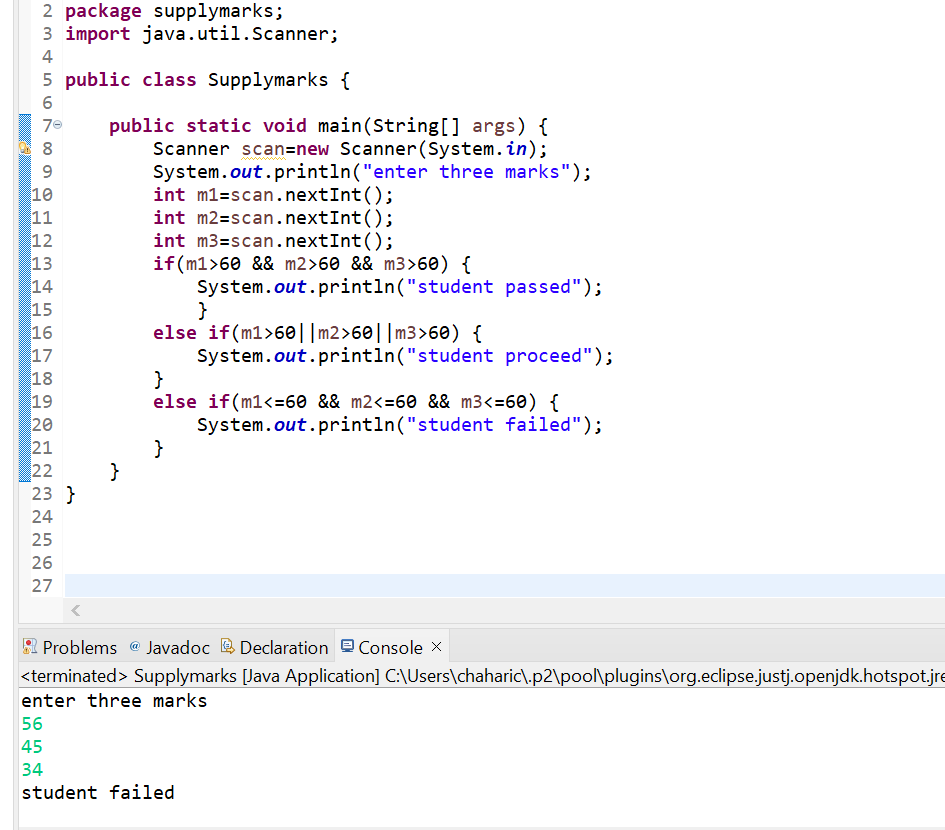 2 package supplymarks;
3 import java.util.Scanner;
4
5 public class Supplymarks {
6
7 public static void main(String[] args) {
8 Scanner scan=new Scanner(System.in);
9 System.out.println("enter three marks");
10 int m1=scan.nextInt();
11 int m2=scan.nextInt();
12 int m3=scan.nextInt();
13 if(m1>60 && m2>60 && m3>60) {
14 System.out.println("student passed");
15 }
16 else if(m1>60||m2>60||m3>60) {
17 System.out.println("student proceed");
18 }
19 else if(m1<=60 && m2<=60 && m3<=60) {
20 System.out.println("student failed");
21 }
22 }
23 }
24
25
26
27
Problems @ Javadoc Declaration Console ×
<terminated> Supplymarks [Java Application] C:\Users\chaharic\.p2\pool\plugins\org.eclipse.justj.openjdk.hotspot.jre
enter three marks
56
45
34
student failed